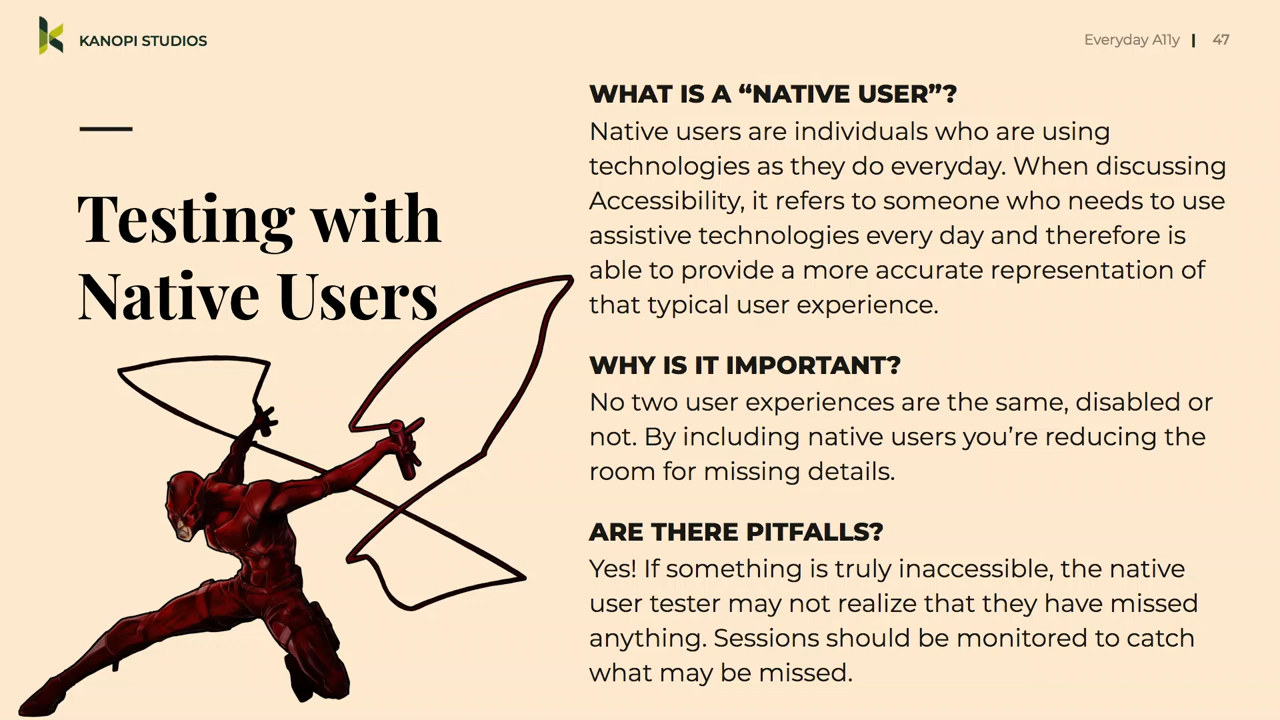 KANOPI STUDIOS
Everyday A11y | 47
Testing with
Native Users
WHAT IS A “NATIVE USER”?
Native users are individuals who are using
technologies as they do everyday. When discussing
Accessibility, it refers to someone who needs to use
assistive technologies every day and therefore is
able to provide a more accurate representation of
that typical user experience.
WHY IS IT IMPORTANT?
No two user experiences are the same, disabled or
not. By including native users you’re reducing the
room for missing details.
ARE THERE PITFALLS?
Yes! If something is truly inaccessible, the native
user tester may not realize that they have missed
anything. Sessions should be monitored to catch
what may be missed.